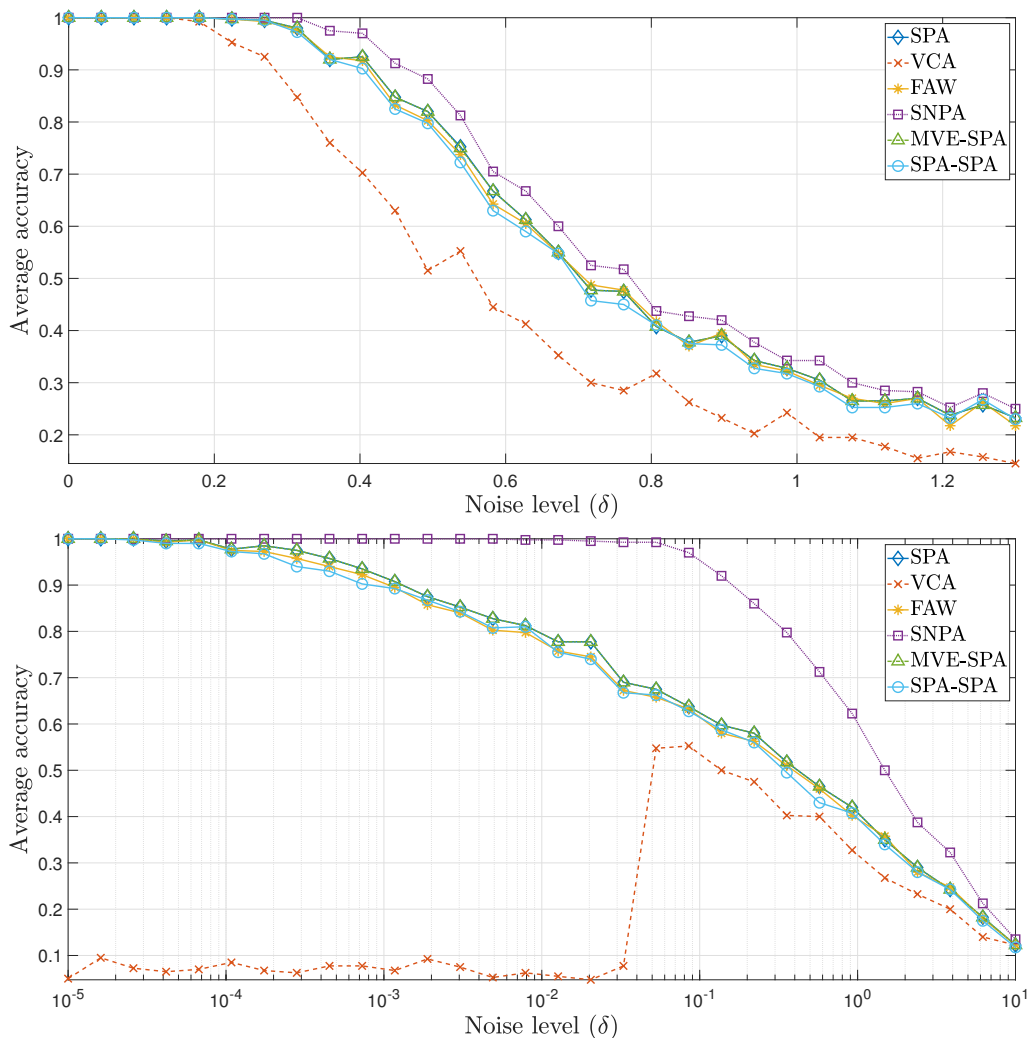 1
0.9
0.8
0.7
0.6
0.5
0.4
0.3
0.2
Average accuracy
SPA
VCA
FAW
SNPA
MVE-SPA
SPA-SPA
0 0.2 0.4 0.6 0.8 1 1.2
Noise level (δ)
1
0.9
0.8
0.7
0.6
0.5
0.4
0.3
0.2
0.1
Average accuracy
SPA
VCA
FAW
SNPA
MVE-SPA
SPA-SPA
10⁻⁵ 10⁻⁴ 10⁻³ 10⁻² 10⁻¹ 10⁰ 10¹
Noise level (δ)